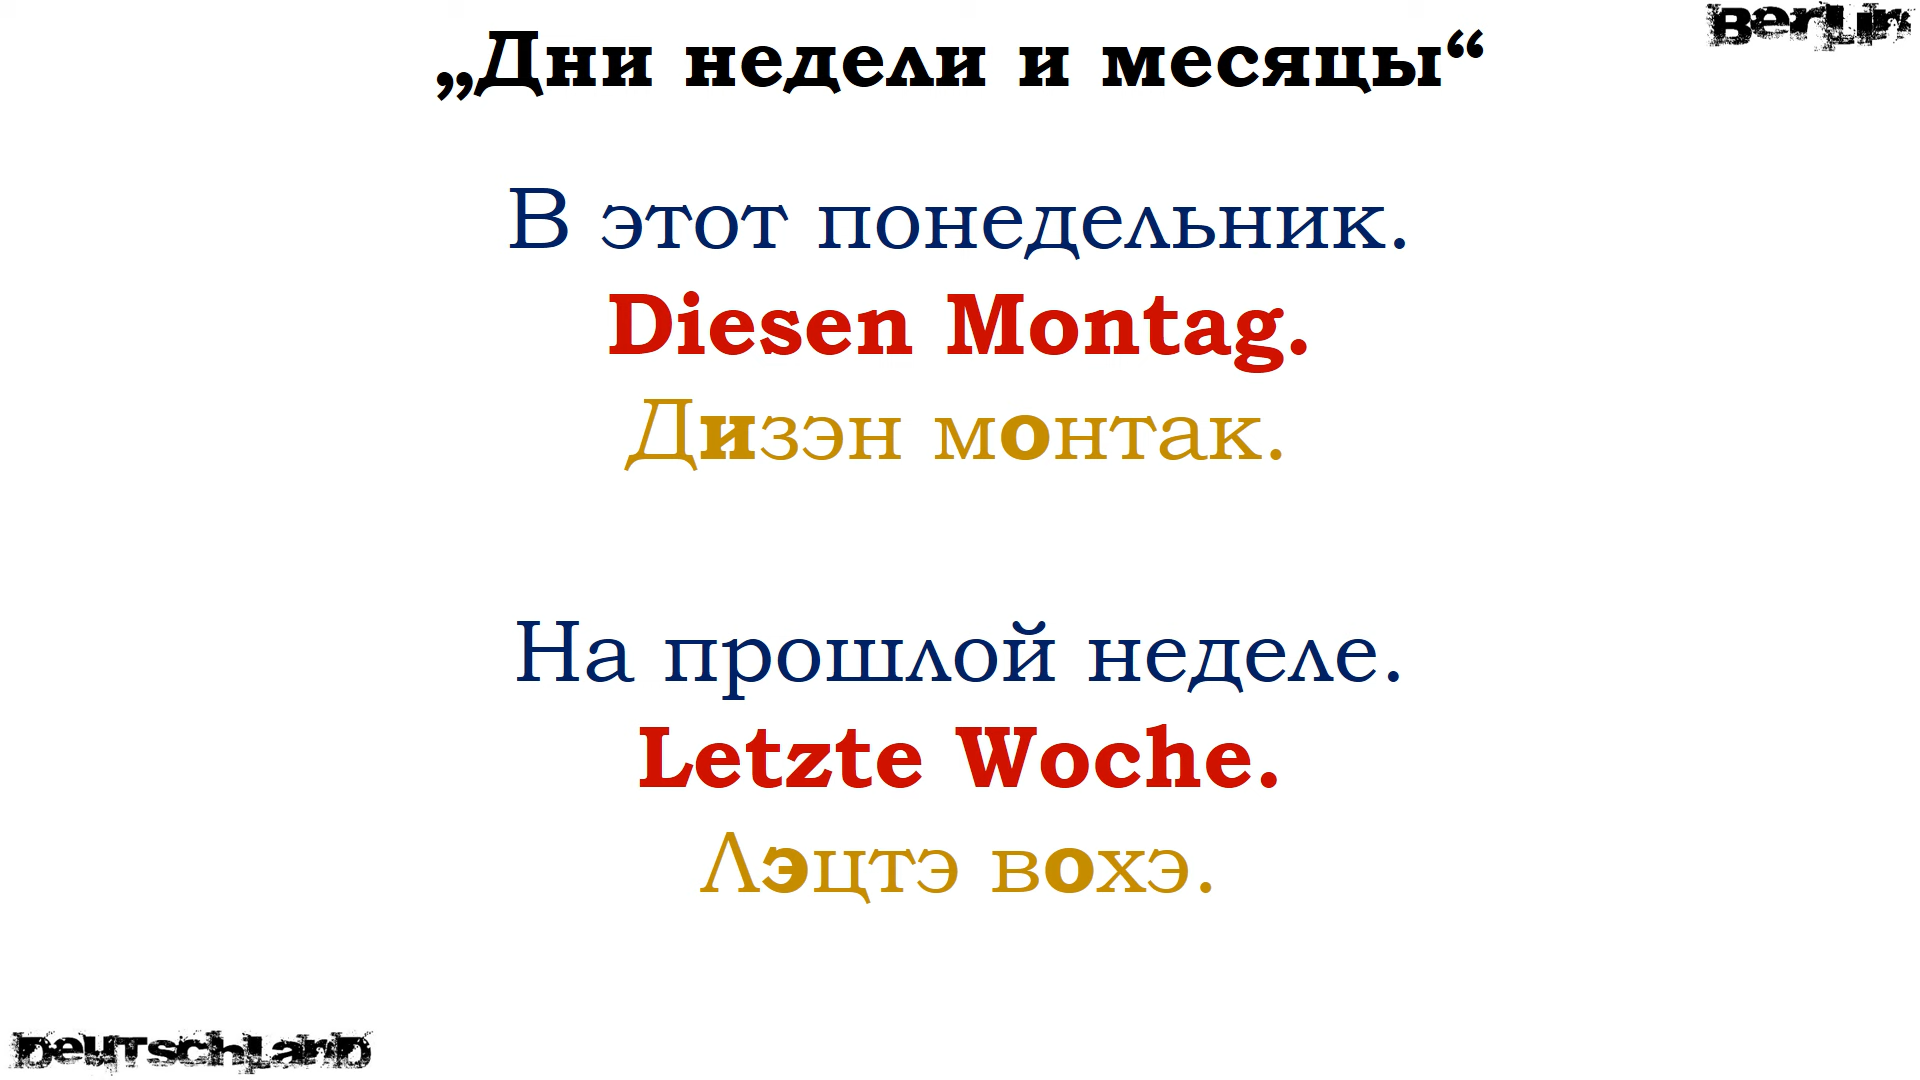 Berlin
„Дни недели и месяцы“
В этот понедельник.
Diesen Montag.
Дизэн монтак.
На прошлой неделе.
Letzte Woche.
Лэцтэ вохэ.
Deutschland